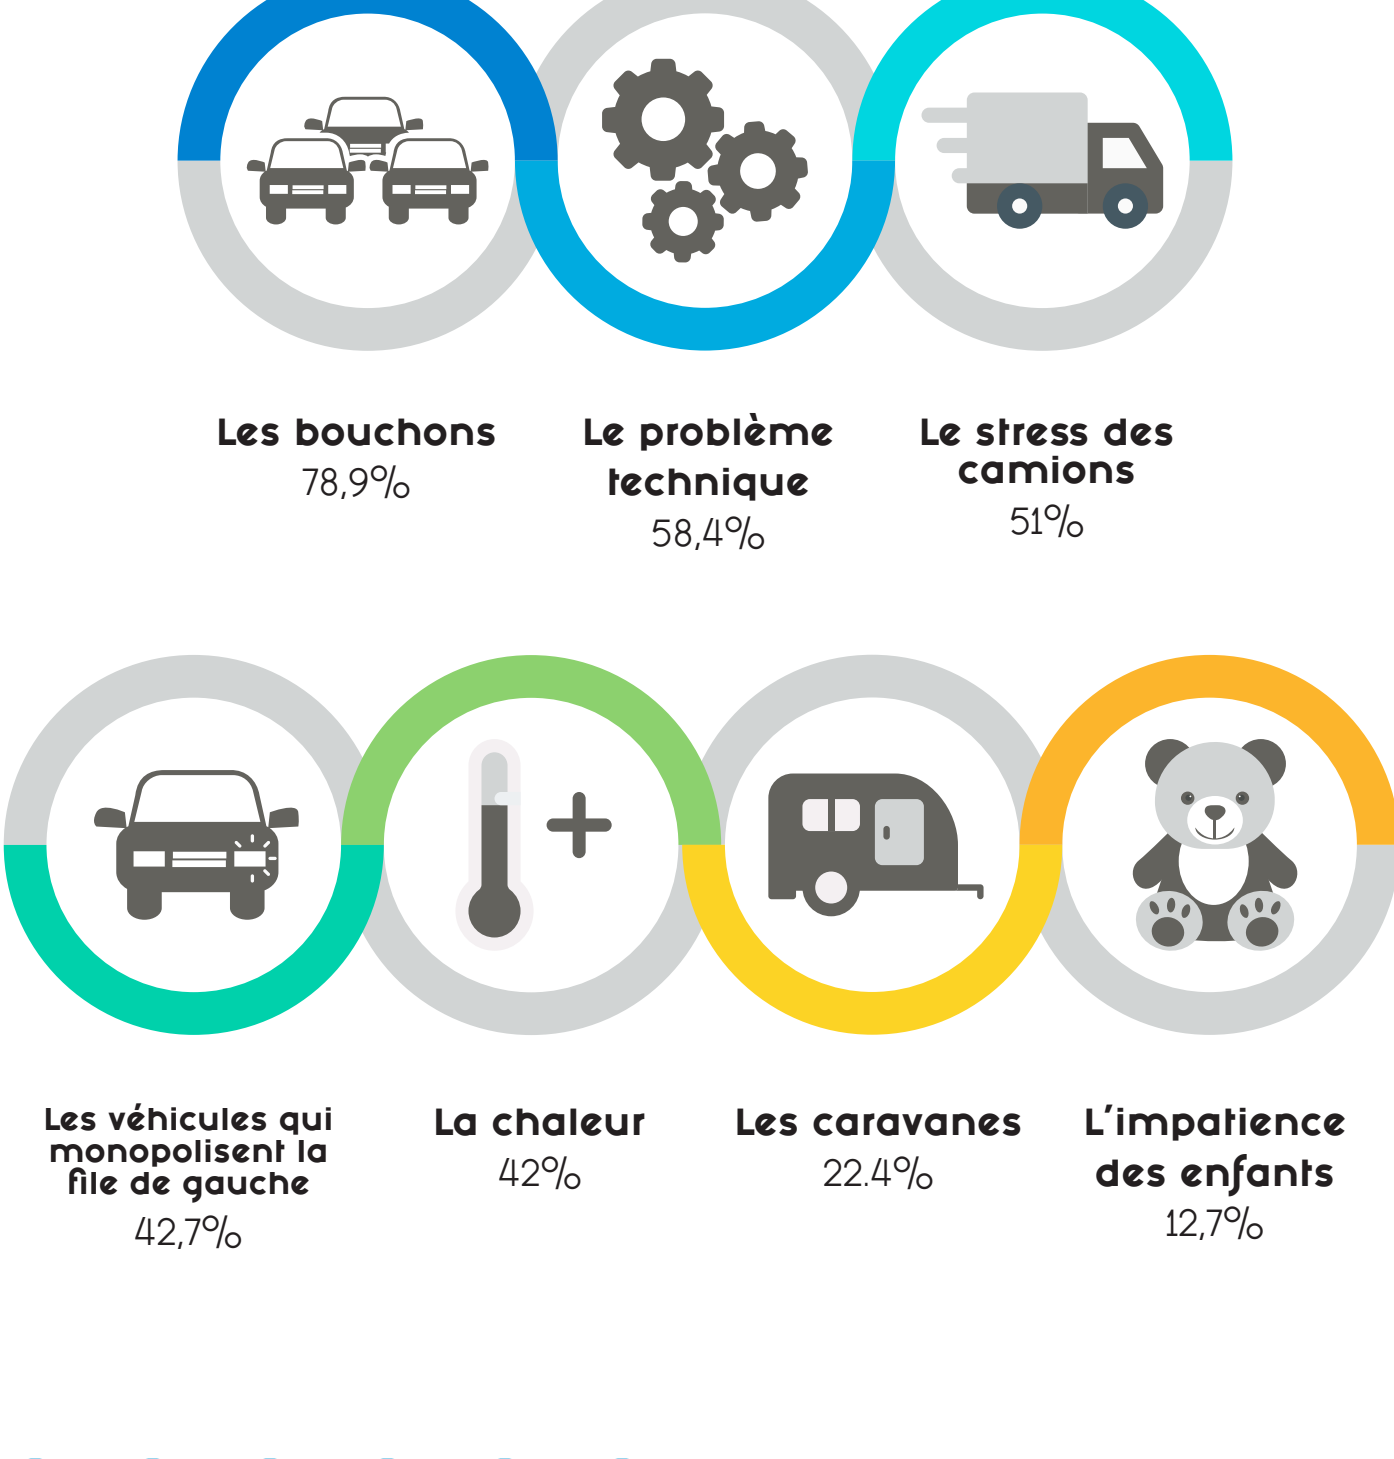 Les bouchons
78,9%
Le problème
technique
58,4%
Le stress des
camions
51%
Les véhicules qui
monopolisent la
file de gauche
42,7%
La chaleur
42%
Les caravanes
22.4%
L'impatience
des enfants
12,7%